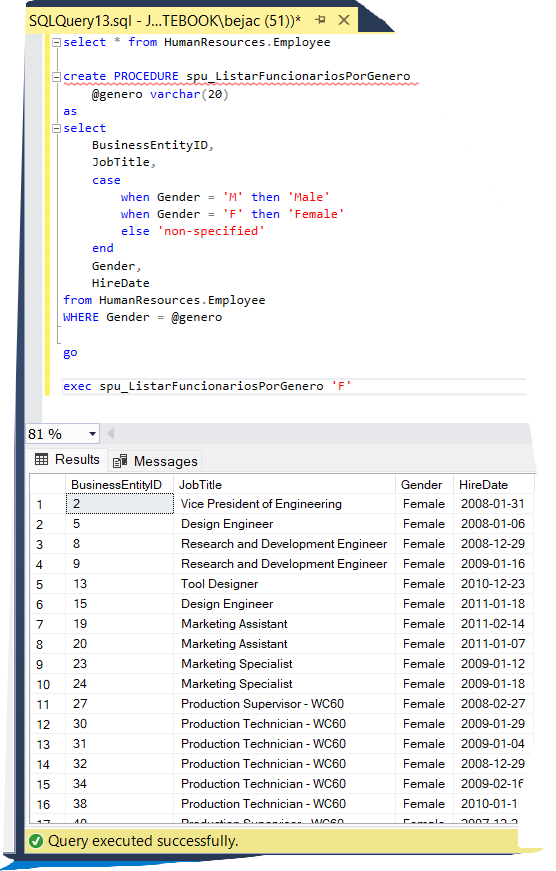 SQLQuery13.sql - J...TEBOOK\bejac (51))*
select * from HumanResources.Employee
create PROCEDURE spu_ListarFuncionariosPorGenero
@genero varchar(20)
as
select
BusinessEntityID,
JobTitle,
case
when Gender = 'M' then 'Male'
when Gender = 'F' then 'Female'
else 'non-specified'
end
Gender,
HireDate
from HumanResources.Employee
WHERE Gender = @genero
go
exec spu_ListarFuncionariosPorGenero 'F'
81 %
Results Messages
BusinessEntityID JobTitle Gender HireDate
1 2 Vice President of Engineering Female 2008-01-31
2 5 Design Engineer Female 2008-01-06
3 8 Research and Development Engineer Female 2008-12-29
4 9 Research and Development Engineer Female 2009-01-16
5 13 Tool Designer Female 2010-12-23
6 15 Design Engineer Female 2011-01-18
7 19 Marketing Assistant Female 2011-02-14
8 20 Marketing Assistant Female 2011-01-07
9 23 Marketing Specialist Female 2009-01-12
10 24 Marketing Specialist Female 2009-01-18
11 27 Production Supervisor - WC60 Female 2008-02-27
12 30 Production Technician - WC60 Female 2009-01-29
13 31 Production Technician - WC60 Female 2009-01-04
14 32 Production Technician - WC60 Female 2008-12-29
15 34 Production Technician - WC60 Female 2009-02-16
16 38 Production Technician - WC60 Female 2010-01-1
17 Production Supervisor - WC60 Female
Query executed successfully.